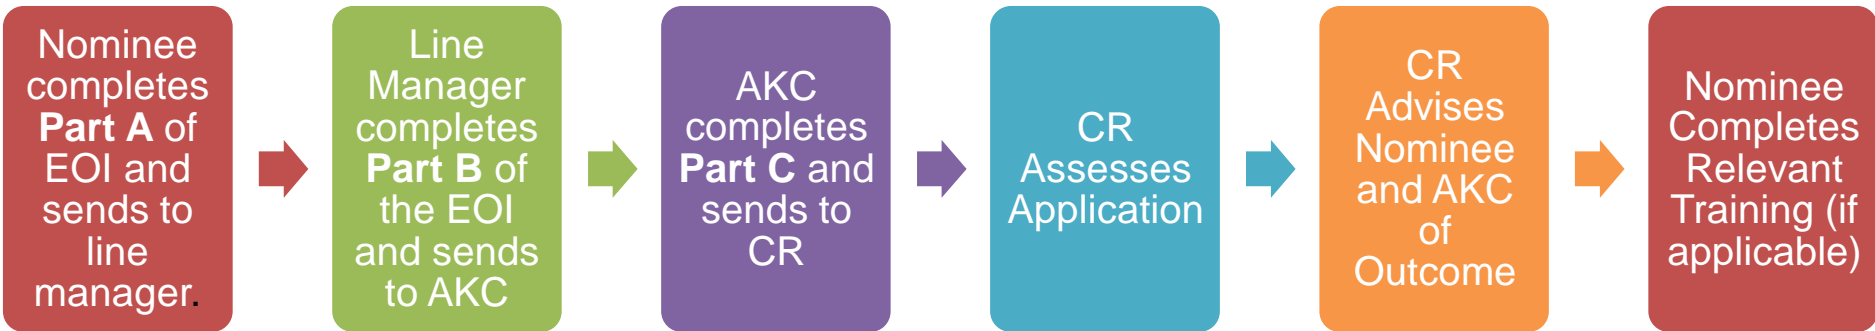 Nominee
completes
Part A of
EOI and
sends to
line
manager.
Line
Manager
completes
Part B of
the EOI
and sends
to AKC
AKC
completes
Part C and
sends to
CR
CR
Assesses
Application
CR
Advises
Nominee
and AKC
of
Outcome
Nominee
Completes
Relevant
Training (if
applicable)